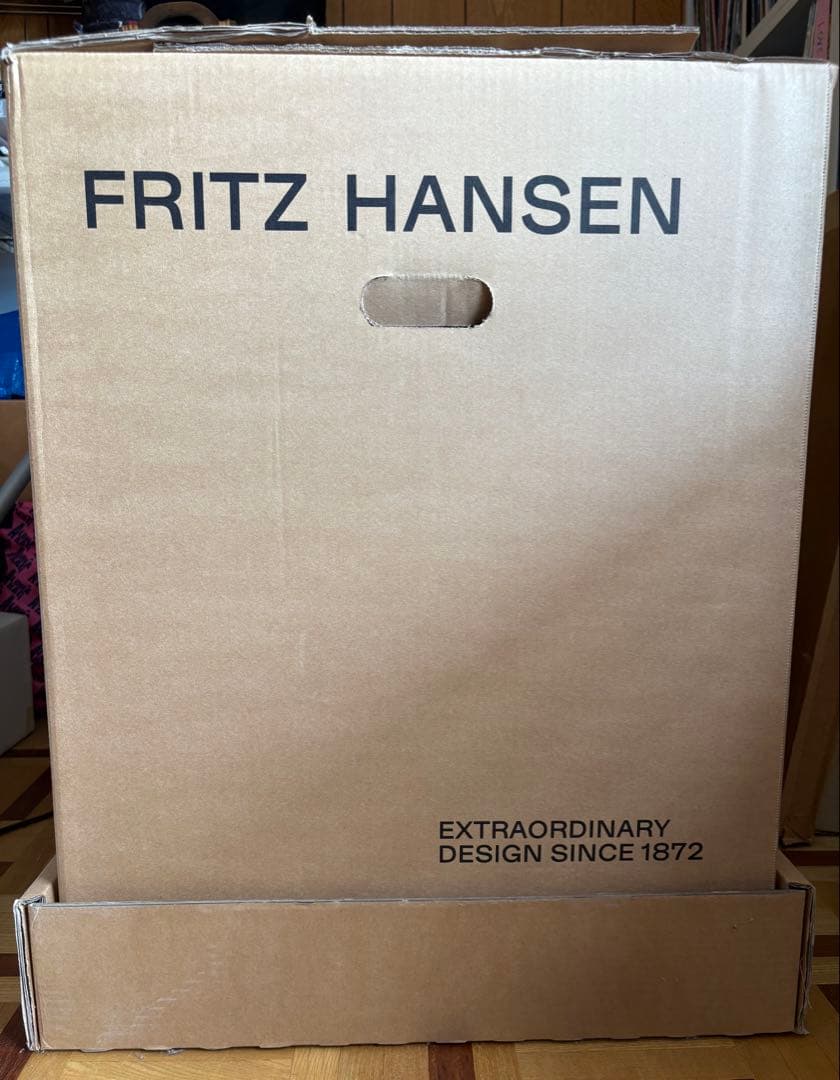 FRITZ HANSEN
EXTRAORDINARY
DESIGN SINCE 1872